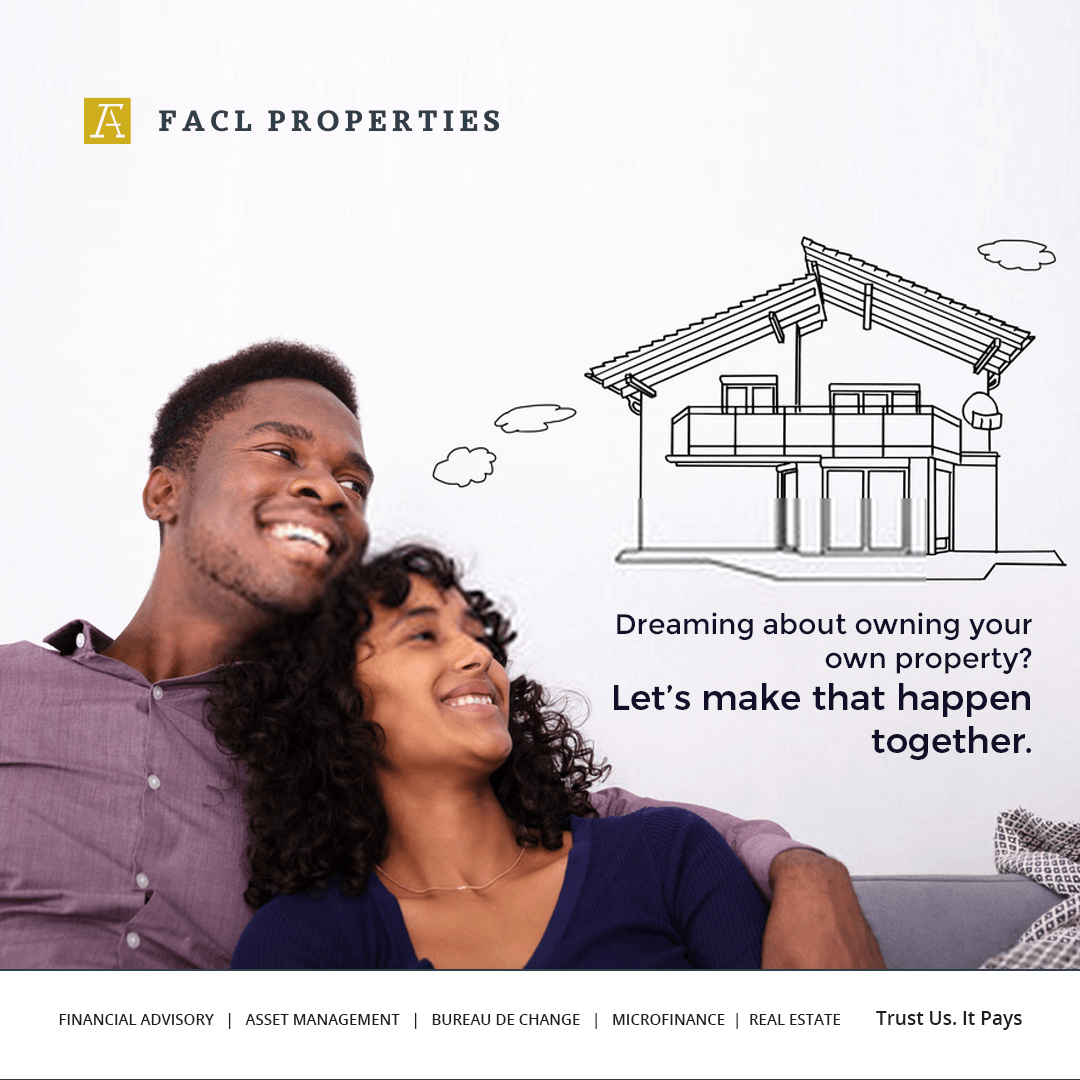 FACL PROPERTIES
Dreaming about owning your
own property?
Let's make that happen
together.
FINANCIAL ADVISORY | ASSET MANAGEMENT | BUREAU DE CHANGE | MICROFINANCE | REAL ESTATE Trust Us. It Pays